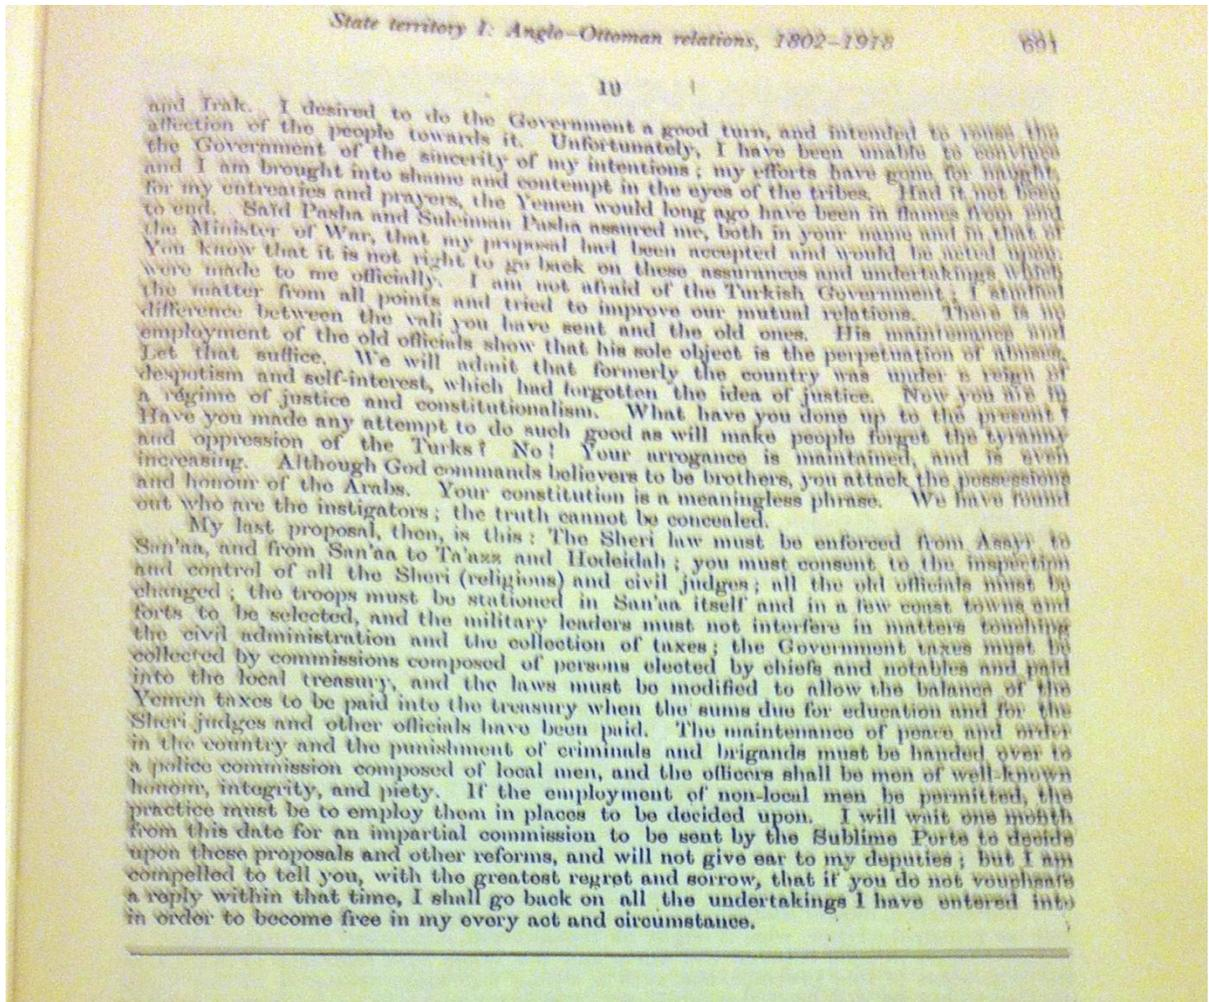 State territory I: Anglo–Ottoman relations, 1802–1918
691
10
and Irak. I desired to do the Government a good turn, and intended to rouse the
affection of the people towards it. Unfortunately, I have been unable to convince
the Government of the sincerity of my intentions; my efforts have gone for naught,
and I am brought into shame and contempt in the eyes of the tribes. Had it not been
for my entreaties and prayers, the Yemen would long ago have been in flames from end
to end. Saïd Pasha and Suleiman Pasha assured me, both in your name and in that of
the Minister of War, that my proposal had been accepted and would be acted upon.
You know that it is not right to go back on these assurances and undertakings which
were made to me officially. I am not afraid of the Turkish Government; I studied
the matter from all points and tried to improve our mutual relations. There is no
difference between the vali you have sent and the old ones. His maintenance and
employment of the old officials show that his sole object is the perpetuation of abuses.
Let that suffice. We will admit that formerly the country was under a reign of
despotism and self-interest, which had forgotten the idea of justice. Now you are in
a régime of justice and constitutionalism. What have you done up to the present?
Have you made any attempt to do such good as will make people forget the tyranny
and oppression of the Turks? No! Your arrogance is maintained, and is even
increasing. Although God commands believers to be brothers, you attack the possessions
and honour of the Arabs. Your constitution is a meaningless phrase. We have found
out who are the instigators; the truth cannot be concealed.
My last proposal, then, is this: The Sheri law must be enforced from Assyr to
San'aa, and from San'aa to Ta'azz and Hodeidah; you must consent to the inspection
and control of all the Sheri (religious) and civil judges; all the old officials must be
changed; the troops must be stationed in San'aa itself and in a few coast towns and
forts to be selected, and the military leaders must not interfere in matters touching
the civil administration and the collection of taxes; the Government taxes must be
collected by commissions composed of persons elected by chiefs and notables and paid
into the local treasury, and the laws must be modified to allow the balance of the
Yemen taxes to be paid into the treasury when the sums due for education and for the
Sheri judges and other officials have been paid. The maintenance of peace and order
in the country and the punishment of criminals and brigands must be handed over to
a police commission composed of local men, and the officers shall be men of well-known
honour, integrity, and piety. If the employment of non-local men be permitted, the
practice must be to employ them in places to be decided upon. I will wait one month
from this date for an impartial commission to be sent by the Sublime Porte to decide
upon these proposals and other reforms, and will not give ear to my deputies; but I am
compelled to tell you, with the greatest regret and sorrow, that if you do not vouchsafe
a reply within that time, I shall go back on all the undertakings I have entered into
in order to become free in my every act and circumstance.